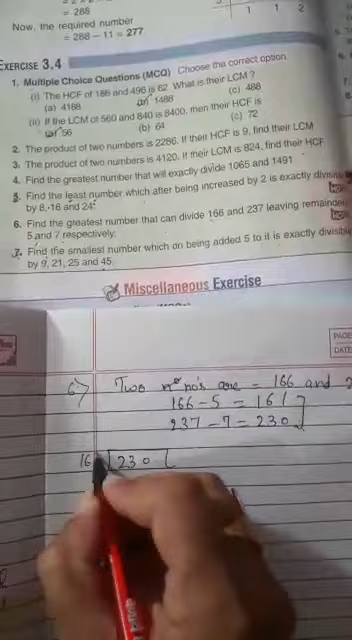 = 288
Now, the required number
= 288 – 11 = 277
1 1 2
EXERCISE 3.4
1. Multiple Choice Questions (MCQ) Choose the correct option.
(i) The HCF of 186 and 496 is 62. What is their LCM ?
(a) 4188 (b) 1488 (c) 488
(ii) If the LCM of 560 and 840 is 8400, then their HCF is
(a) 56 (b) 64 (c) 72
2. The product of two numbers is 2286. If their HCF is 9, find their LCM
3. The product of two numbers is 4120. If their LCM is 824, find their HCF
4. Find the greatest number that will exactly divide 1065 and 1491
5. Find the least number which after being increased by 2 is exactly
by 8, 16 and 24.
6. Find the greatest number that can divide 166 and 237 leaving
5 and 7 respectively.
7. Find the smallest number which on being added 5 to it is exactly
by 9, 21, 25 and 45.
Miscellaneous Exercise
PAGE
DATE
6) Two no's are = 166 and
166 - 5 = 161
237 - 7 = 230
16 230